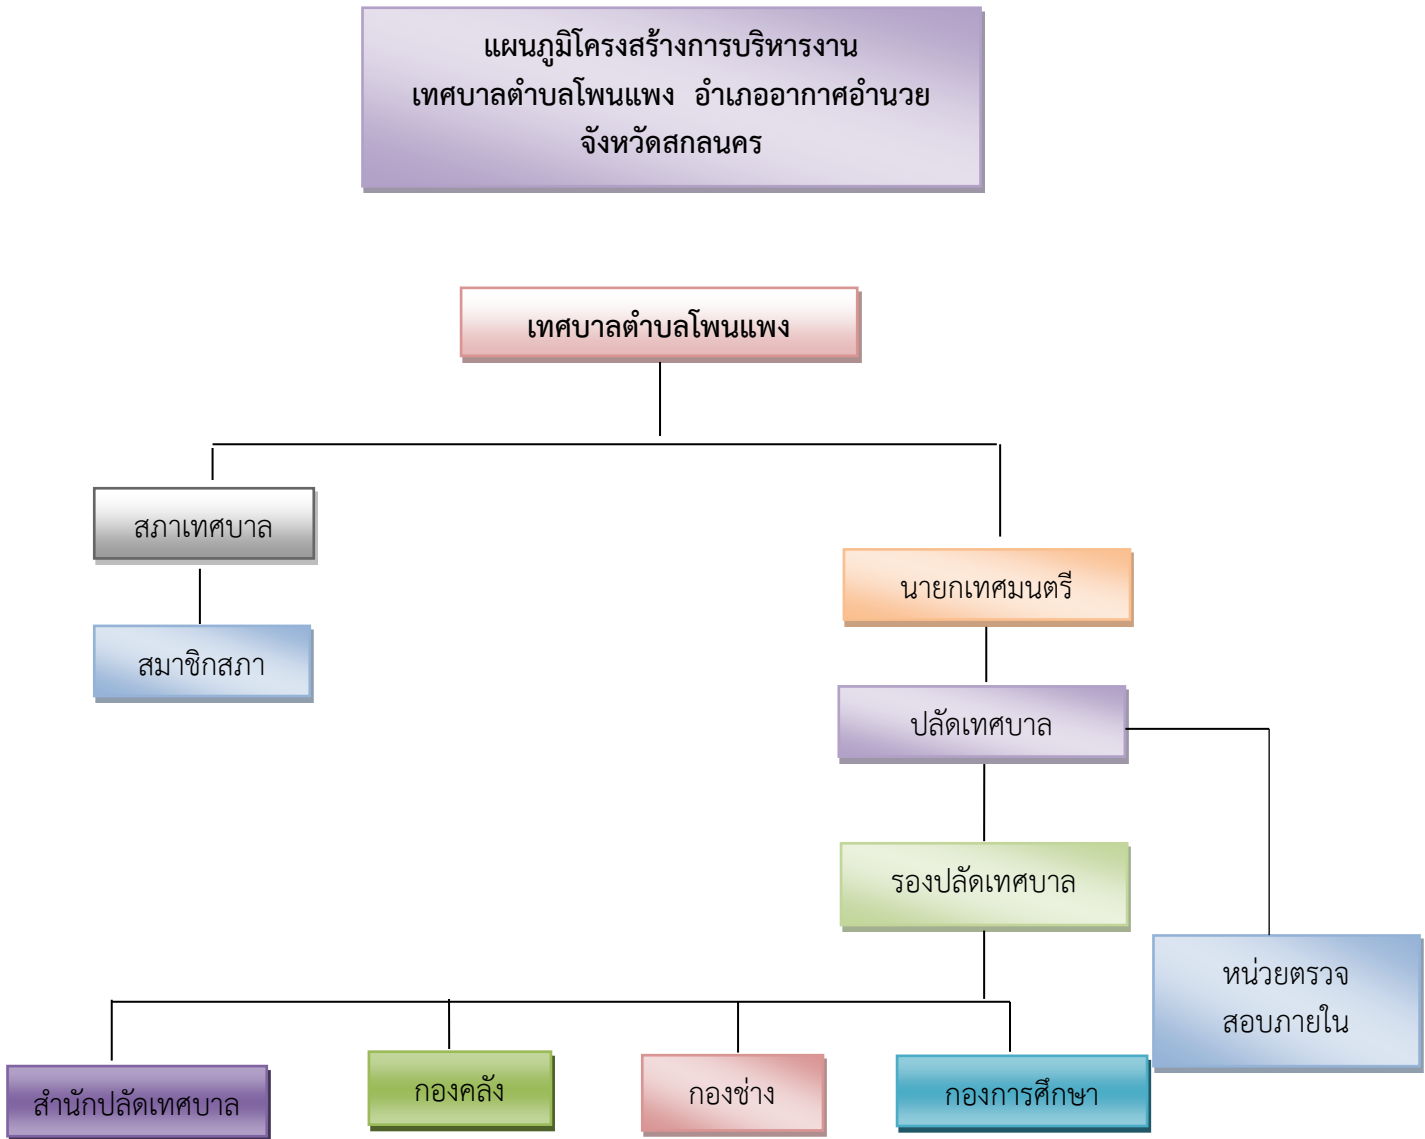 แผนภูมิโครงสร้างการบริหารงาน
เทศบาลตำบลโพนแพง อำเภออากาศอำนวย
จังหวัดสกลนคร
เทศบาลตำบลโพนแพง
สภาเทศบาล
นายกเทศมนตรี
สมาชิกสภา
ปลัดเทศบาล
รองปลัดเทศบาล
หน่วยตรวจ
สอบภายใน
สำนักปลัดเทศบาล
กองคลัง
กองช่าง
กองการศึกษา